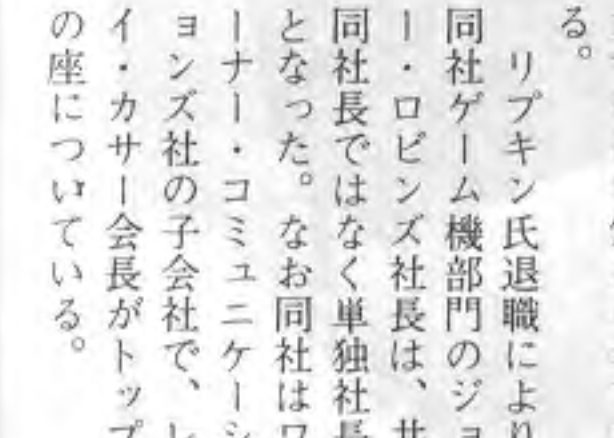 る。
リプキン氏退職により
同社ゲーム機部門のジョ
ー・ロビンズ社長は、共
同社長ではなく単独社長
となった。なお同社はワ
ーナー・コミュニケーシ
ョンズ社の子会社で、レ
イ・カサー会長がトップ
の座についている。